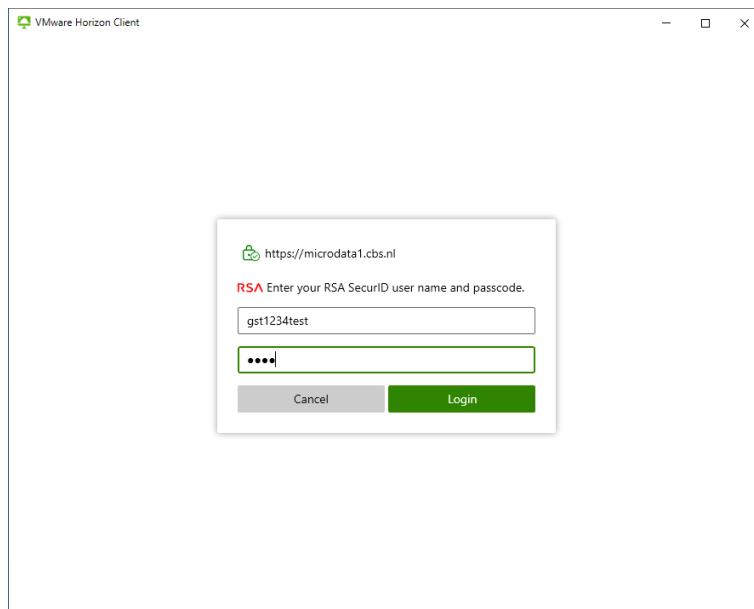 VMware Horizon Client
https://microdata1.cbs.nl
RSA Enter your RSA SecurID user name and passcode.
gst1234test
••••
Cancel Login